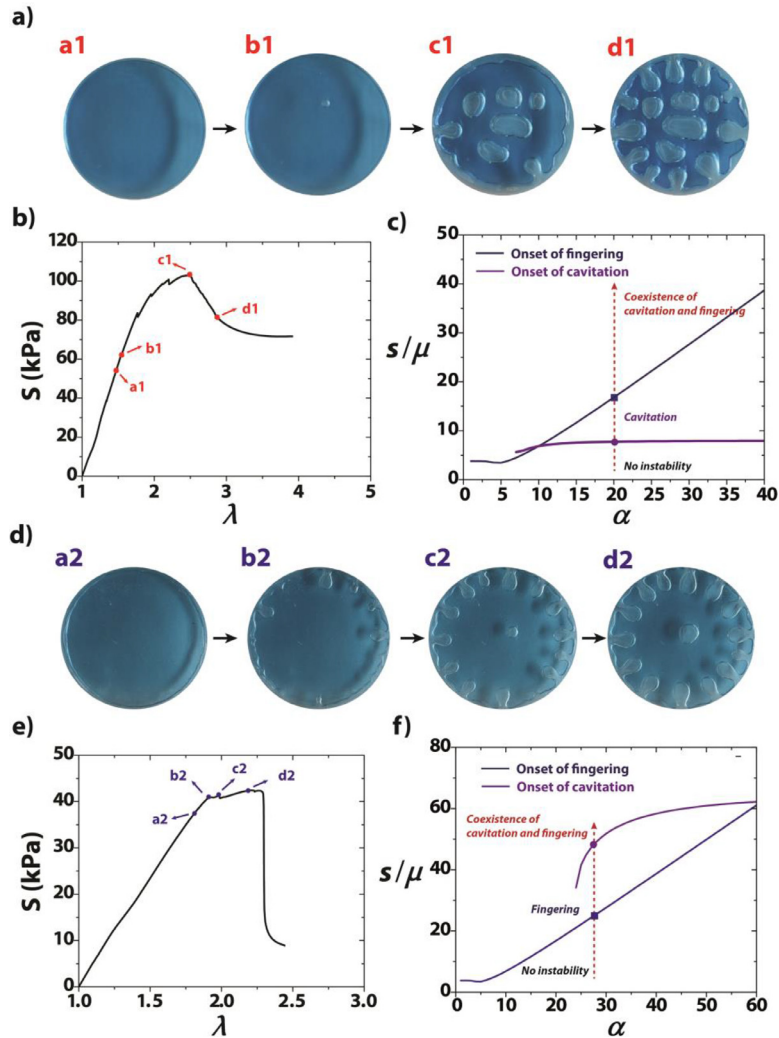 a)
a1
b1
c1
d1
b)
c)
120
100
80
60
40
20
0
S (kPa)
c1
d1
b1
a1
1
2
3
4
5
λ
50
40
30
20
10
0
s/μ
Onset of fingering
Onset of cavitation
Coexistence of
cavitation and fingering
Cavitation
No instability
0
5
10
15
20
25
30
35
40
α
d)
a2
b2
c2
d2
e)
f)
50
40
30
20
10
0
S (kPa)
b2
c2
d2
a2
1.0
1.5
2.0
2.5
3.0
λ
80
60
40
20
0
s/μ
Onset of fingering
Onset of cavitation
Coexistence of
cavitation and fingering
Fingering
No instability
0
10
20
30
40
50
60
α